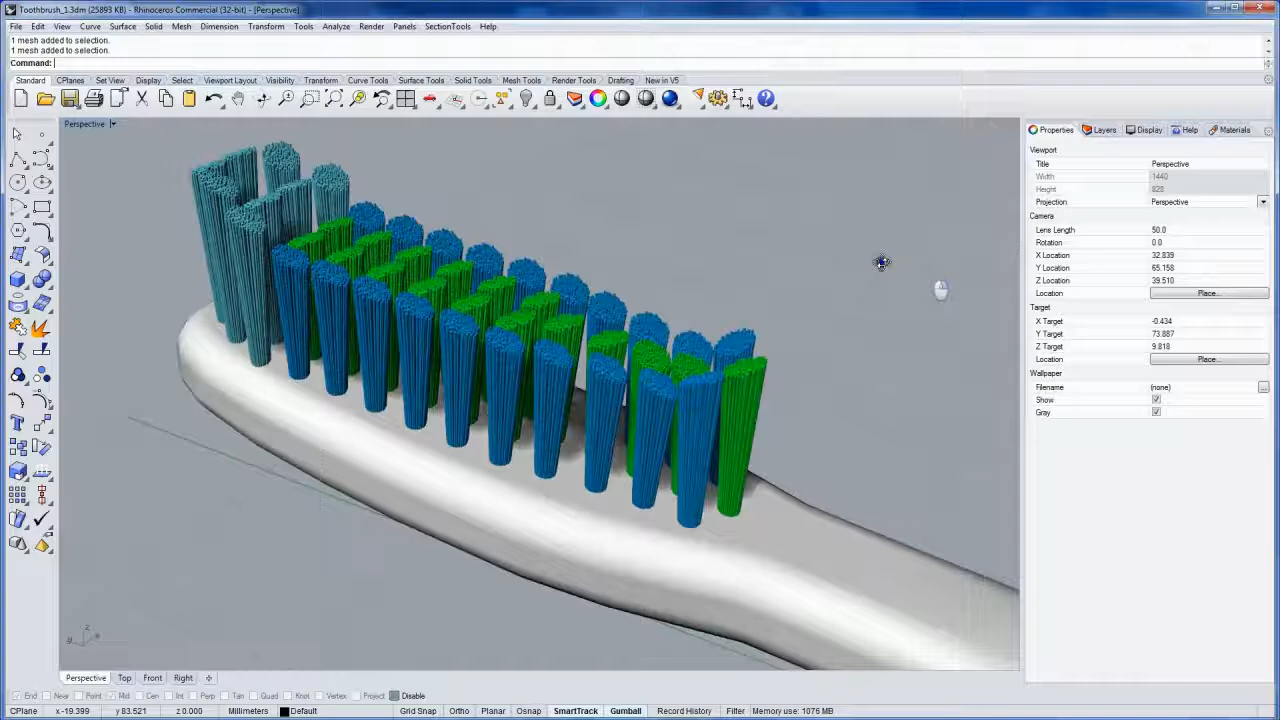 Toothbrush_1.3dm (25893 KB) - Rhinoceros Commercial (32-bit) - [Perspective]
File Edit View Curve Surface Solid Mesh Dimension Transform Tools Analyze Render Panels SectionTools Help
1 mesh added to selection.
1 mesh added to selection.
Command:
Standard CPlanes Set View Display Select Viewport Layout Visibility Transform Curve Tools Surface Tools Solid Tools Mesh Tools Render Tools Drafting New in V5
Perspective
Properties Layers Display Help Materials
Viewport
Title Perspective
Width 1440
Height 828
Projection Perspective
Camera
Lens Length 50.0
Rotation 0.0
X Location 32.839
Y Location 65.158
Z Location 39.510
Location Place...
Target
X Target -0.434
Y Target 73.887
Z Target 9.818
Location Place...
Wallpaper
Filename (none) ...
Show
Gray
z
y x
Perspective Top Front Right
End Near Point Mid Cen Int Perp Tan Quad Knot Vertex Project Disable
CPlane x-19.399 y 83.521 z 0.000 Millimeters Default Grid Snap Ortho Planar Osnap SmartTrack Gumball Record History Filter Memory use: 1076 MB